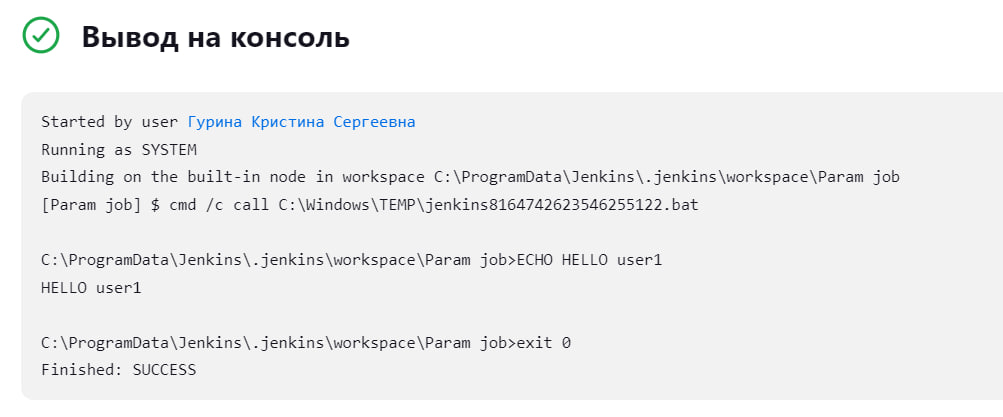 Вывод на консоль
Started by user Гурина Кристина Сергеевна
Running as SYSTEM
Building on the built-in node in workspace C:\ProgramData\Jenkins\.jenkins\workspace\Param job
[Param job] $ cmd /c call C:\Windows\TEMP\jenkins8164742623546255122.bat
C:\ProgramData\Jenkins\.jenkins\workspace\Param job>ECHO HELLO user1
HELLO user1
C:\ProgramData\Jenkins\.jenkins\workspace\Param job>exit 0
Finished: SUCCESS